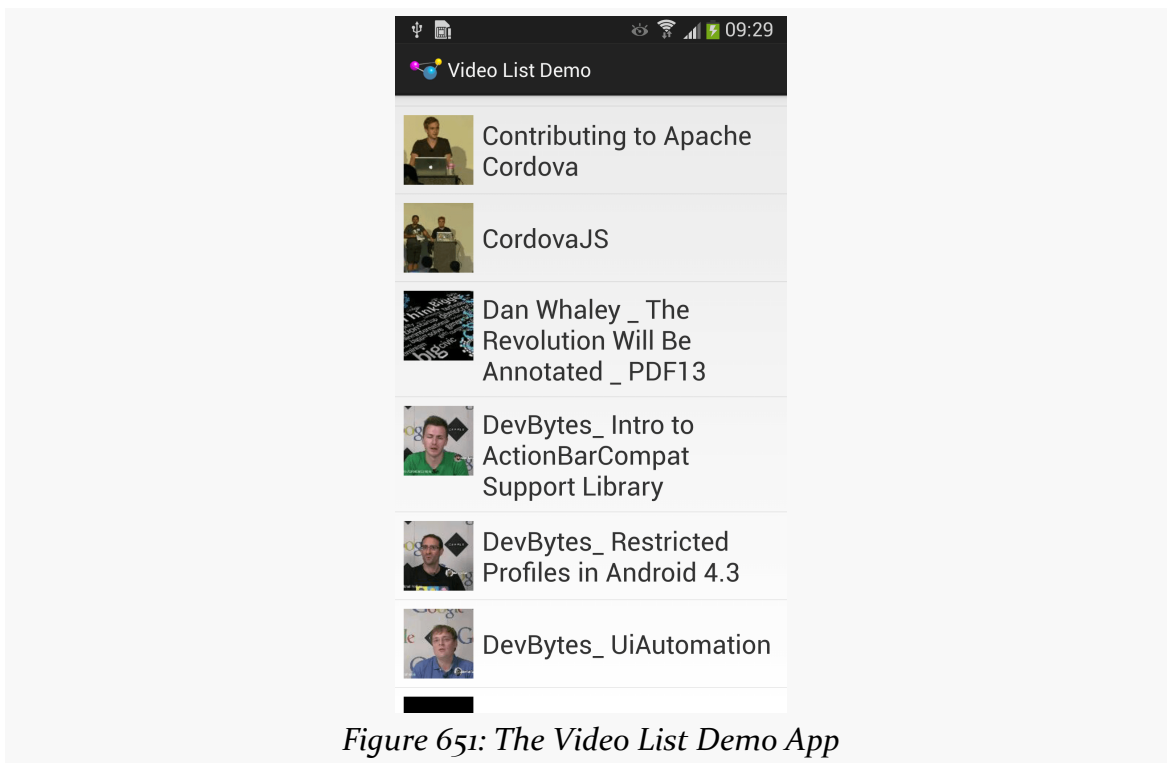 09:29
Video List Demo
Contributing to Apache
Cordova
CordovaJS
Dan Whaley _ The
Revolution Will Be
Annotated _ PDF13
DevBytes_ Intro to
ActionBarCompat
Support Library
DevBytes_ Restricted
Profiles in Android 4.3
DevBytes_ UiAutomation
Figure 651: The Video List Demo App